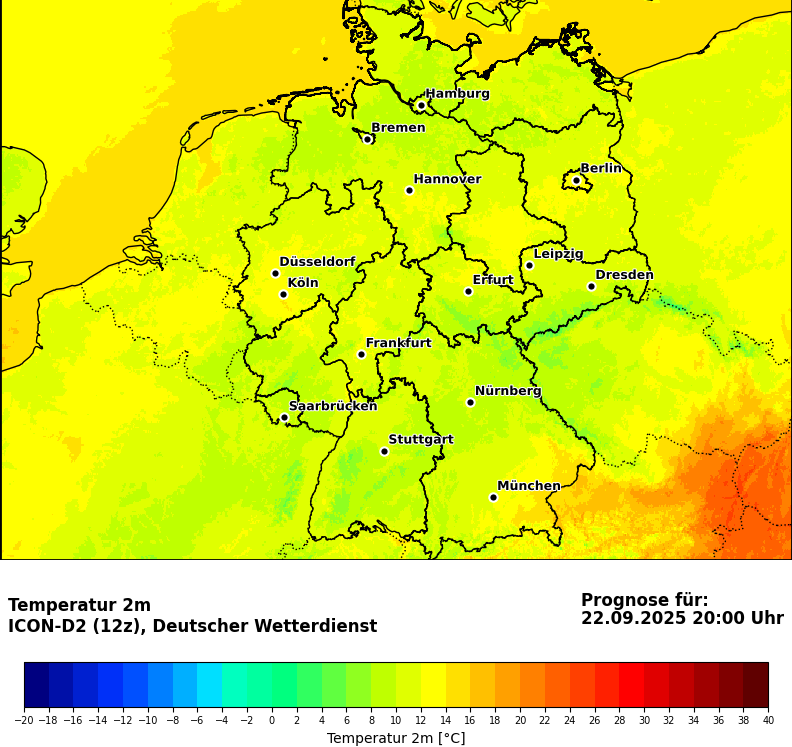 Hamburg
Bremen
Berlin
Hannover
Leipzig
Düsseldorf
Dresden
Erfurt
Köln
Frankfurt
Nürnberg
Saarbrücken
Stuttgart
München
Temperatur 2m
ICON-D2 (12z), Deutscher Wetterdienst
Prognose für:
22.09.2025 20:00 Uhr
−20 −18 −16 −14 −12 −10 −8 −6 −4 −2 0 2 4 6 8 10 12 14 16 18 20 22 24 26 28 30 32 34 36 38 40
Temperatur 2m [°C]